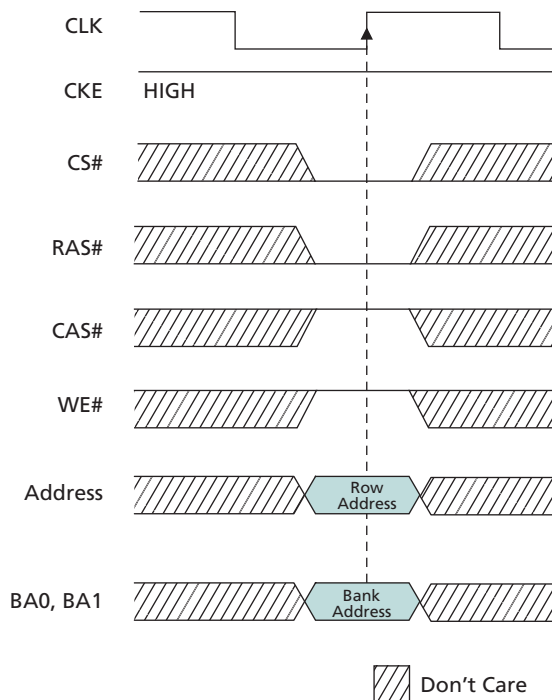 CLK
CKE HIGH
CS#
RAS#
CAS#
WE#
Address Row
Address
BA0, BA1 Bank
Address
Don't Care